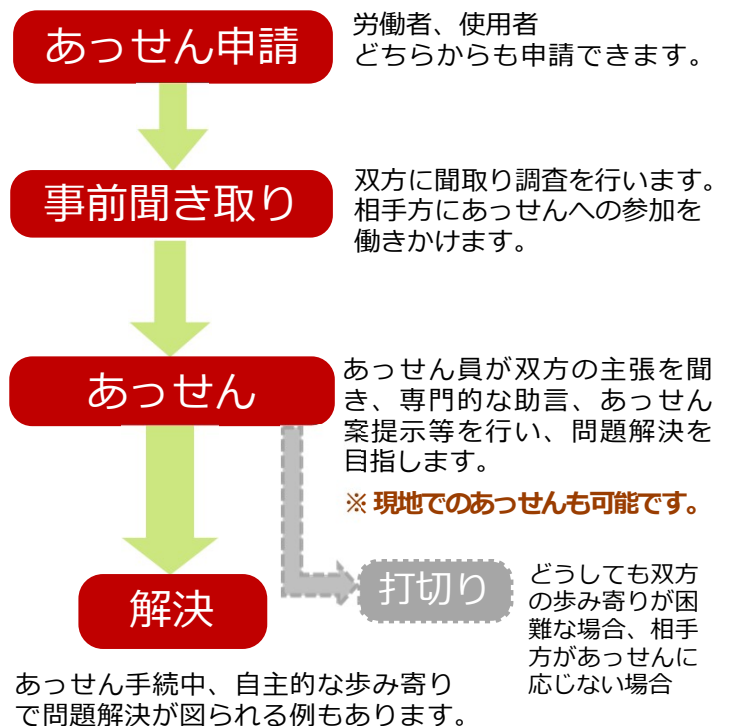 あっせん申請
労働者、使用者
どちらからも申請できます。
事前聞き取り
双方に聞取り調査を行います。
相手方にあっせんへの参加を
働きかけます。
あっせん
あっせん員が双方の主張を聞
き、専門的な助言、あっせん
案提示等を行い、問題解決を
目指します。
※ 現地でのあっせんも可能です。
解決
打切り
どうしても双方
の歩み寄りが困
難な場合、相手
方があっせんに
応じない場合
あっせん手続中、自主的な歩み寄り
で問題解決が図られる例もあります。